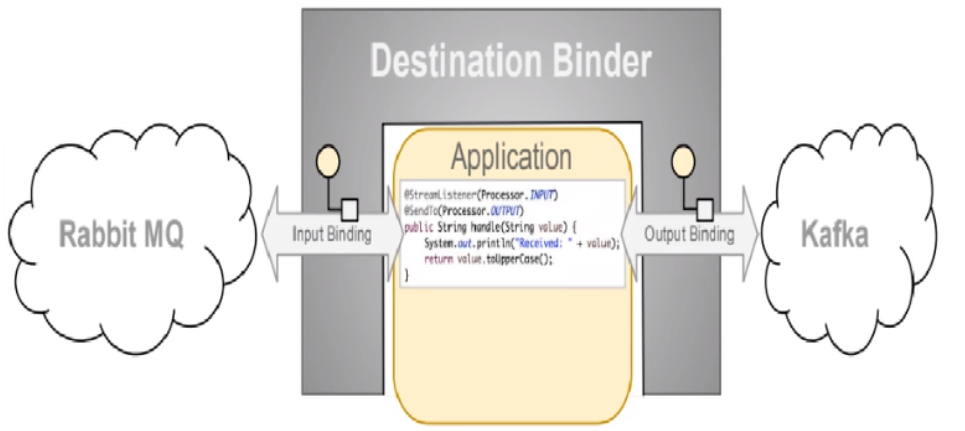 Destination Binder
Application
@StreamListener(Processor.INPUT)
@SendTo(Processor.OUTPUT)
public String handle(String value) {
System.out.println("Received: " + value);
return value.toUpperCase();
}
Rabbit MQ
Input Binding
Output Binding
Kafka